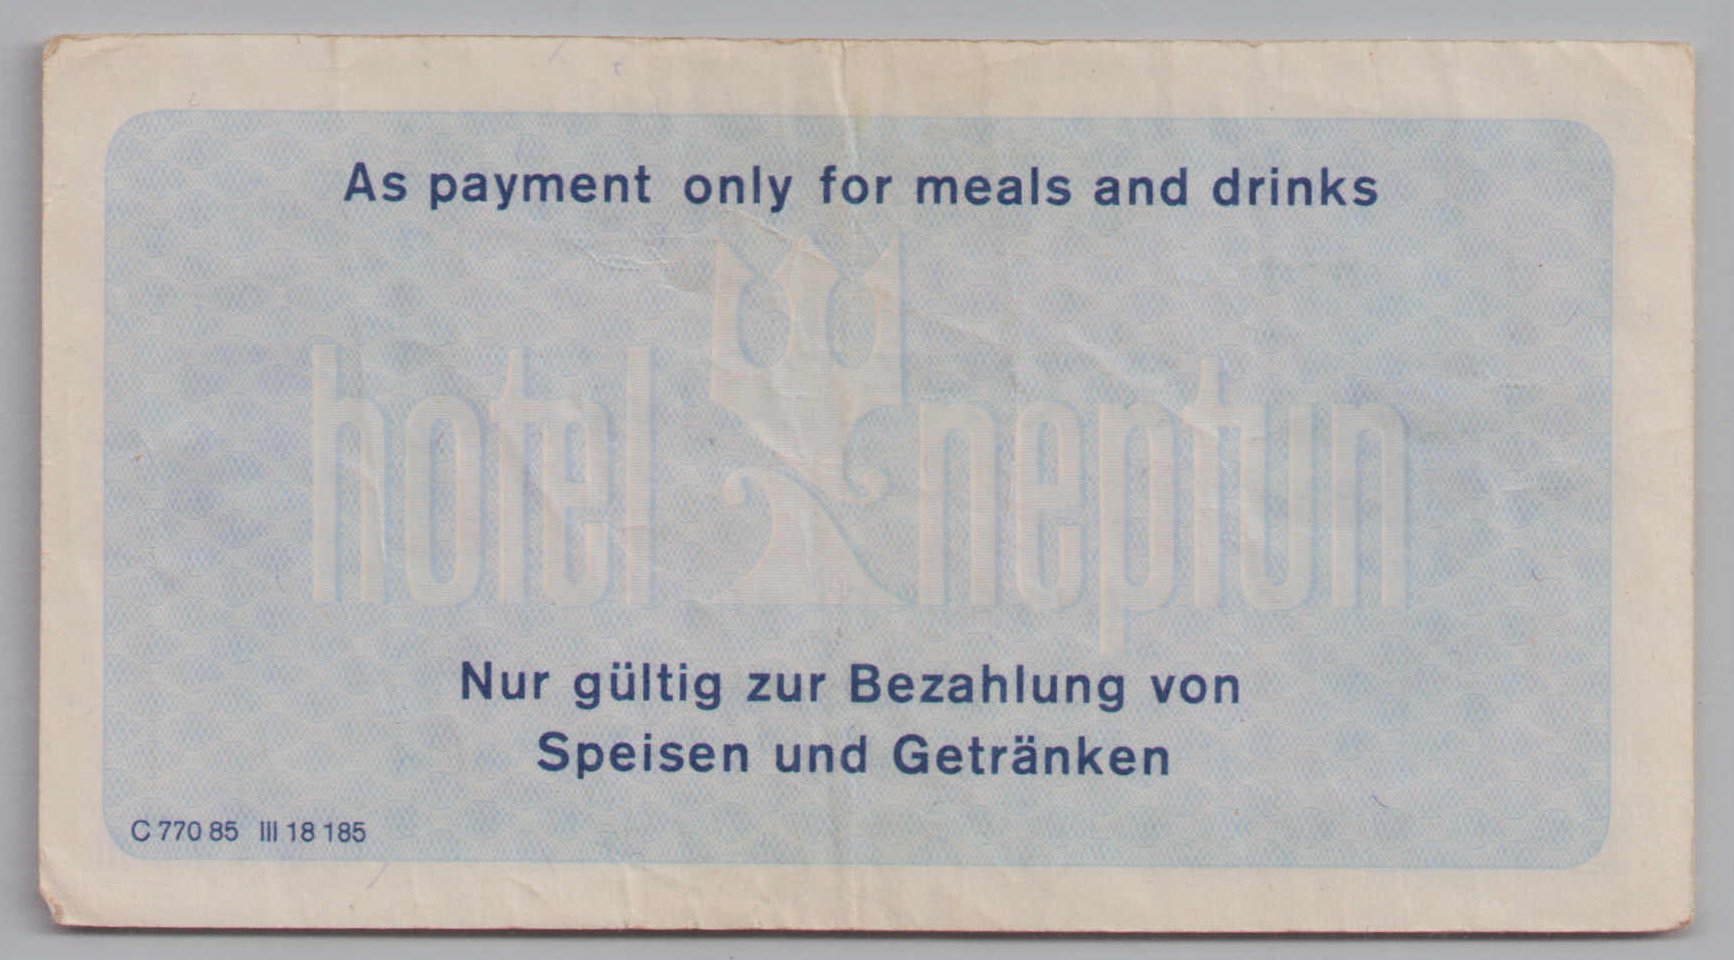 As payment only for meals and drinks
hotel neptun
Nur gültig zur Bezahlung von
Speisen und Getränken
C 770 85 III 18 185